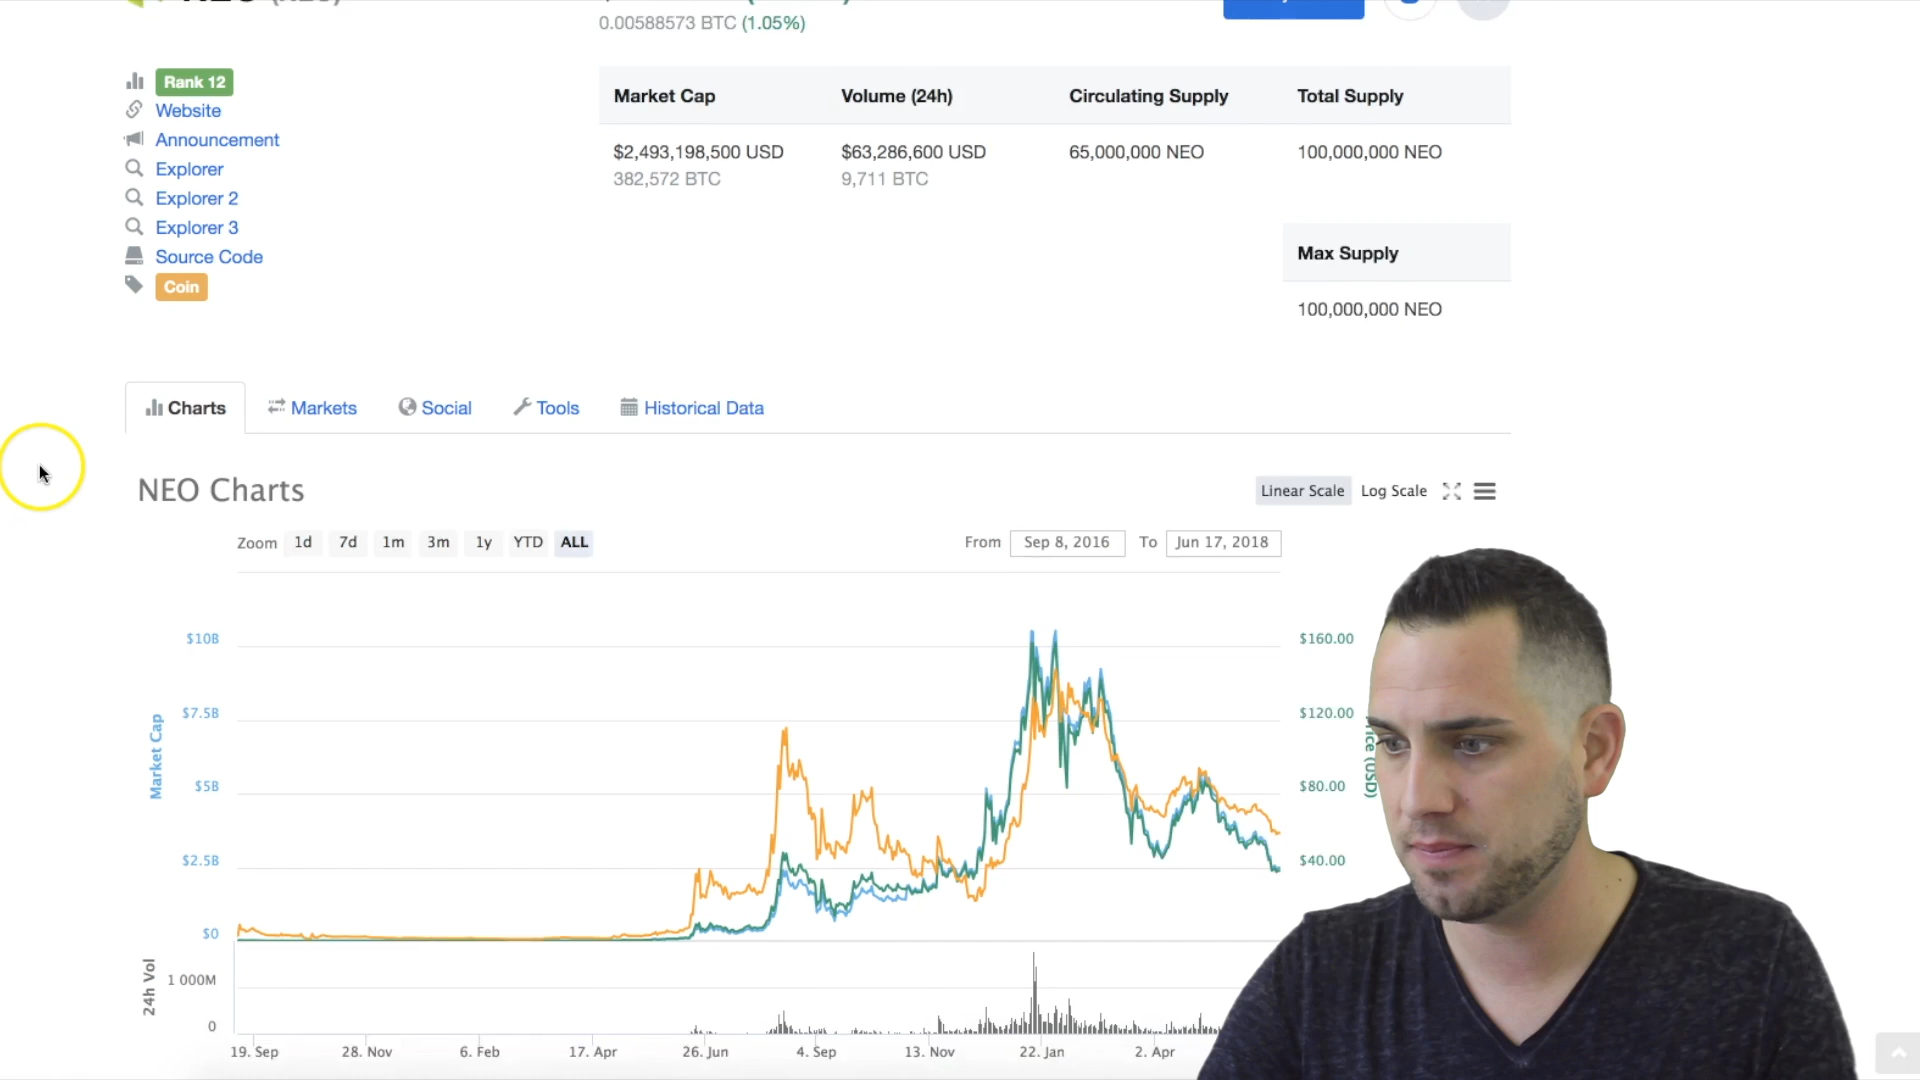 0.00588573 BTC (1.05%)
Rank 12
Website
Announcement
Explorer
Explorer 2
Explorer 3
Source Code
Coin
Market Cap Volume (24h) Circulating Supply Total Supply
$2,493,198,500 USD $63,286,600 USD 65,000,000 NEO 100,000,000 NEO
382,572 BTC 9,711 BTC
Max Supply
100,000,000 NEO
Charts Markets Social Tools Historical Data
NEO Charts
Linear Scale Log Scale
Zoom 1d 7d 1m 3m 1y YTD ALL From Sep 8, 2016 To Jun 17, 2018
$10B
$7.5B
$5B
$2.5B
$0
Market Cap
$160.00
$120.00
$80.00
$40.00
(USD)
24h Vol
1 000M
0
19. Sep 28. Nov 6. Feb 17. Apr 26. Jun 4. Sep 13. Nov 22. Jan 2. Apr